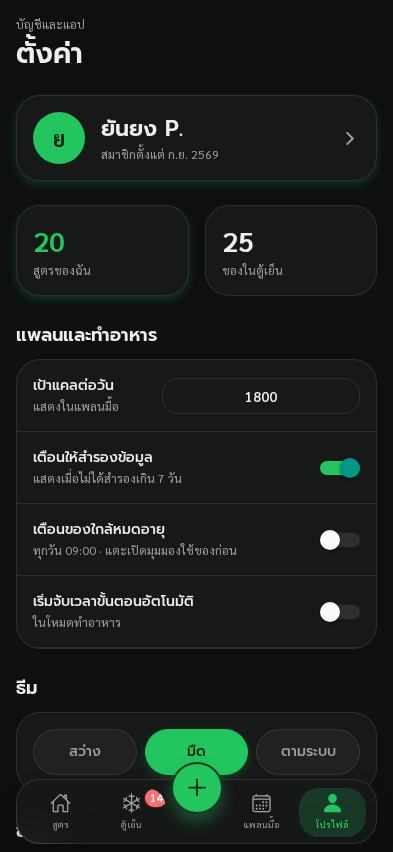 บัญชีและแอป
ตั้งค่า
ย
ยันยง P.
สมาชิกตั้งแต่ ก.ย. 2569
20
สูตรของฉัน
25
ของในตู้เย็น
แพลนและทำอาหาร
เป้าแคลต่อวัน
แสดงในแพลนมื้อ
1800
เตือนให้สำรองข้อมูล
แสดงเมื่อไม่ได้สำรองเกิน 7 วัน
เตือนของใกล้หมดอายุ
ทุกวัน 09:00 · แตะเปิดมุมมองใช้ของก่อน
เริ่มจับเวลาขั้นตอนอัตโนมัติ
ในโหมดทำอาหาร
ธีม
สว่าง
มืด
ตามระบบ
14
สูตร
ตู้เย็น
แพลนมื้อ
โปรไฟล์